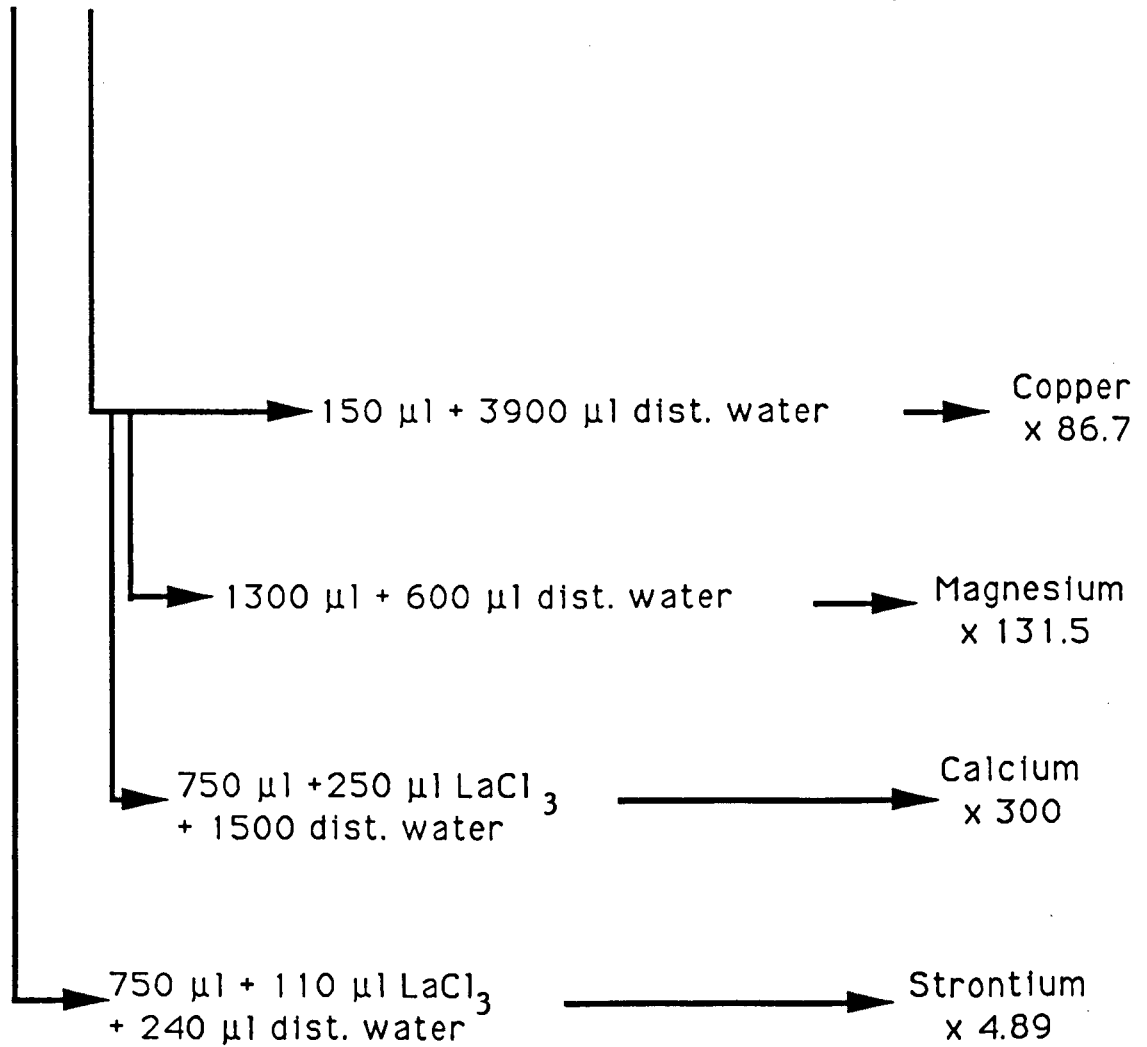 150 µl + 3900 µl dist. water
Copper
x 86.7
1300 µl + 600 µl dist. water
Magnesium
x 131.5
750 µl +250 µl LaCl3
+ 1500 dist. water
Calcium
x 300
750 µl + 110 µl LaCl3
+ 240 µl dist. water
Strontium
x 4.89